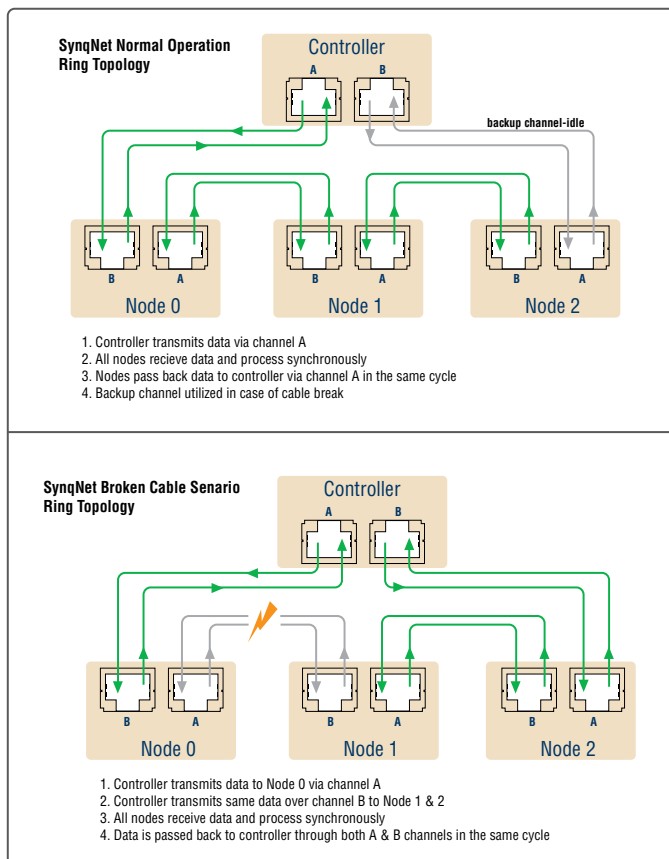 SynqNet Normal Operation
Ring Topology
Controller
A
B
backup channel-idle
B
A
B
A
B
A
Node 0
Node 1
Node 2
1. Controller transmits data via channel A
2. All nodes recieve data and process synchronously
3. Nodes pass back data to controller via channel A in the same cycle
4. Backup channel utilized in case of cable break
SynqNet Broken Cable Senario
Ring Topology
Controller
A
B
B
A
B
A
B
A
Node 0
Node 1
Node 2
1. Controller transmits data to Node 0 via channel A
2. Controller transmits same data over channel B to Node 1 & 2
3. All nodes receive data and process synchronously
4. Data is passed back to controller through both A & B channels in the same cycle